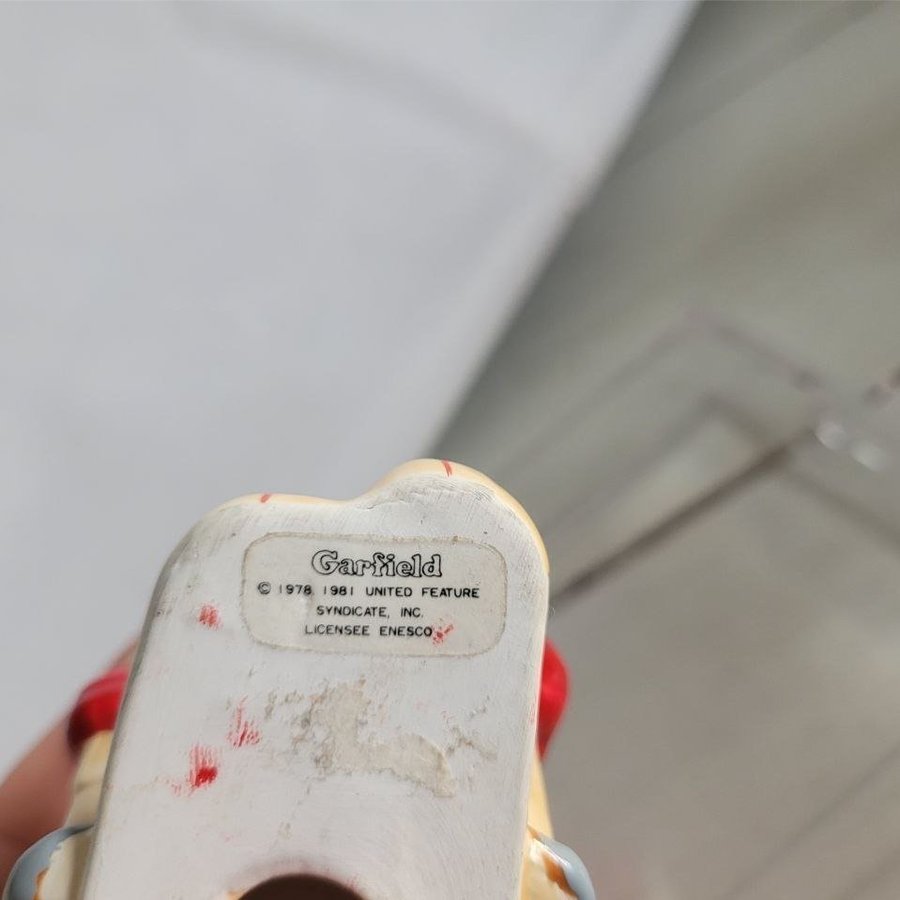 Garfield
© 1978, 1981 UNITED FEATURE
SYNDICATE, INC.
LICENSEE ENESCO